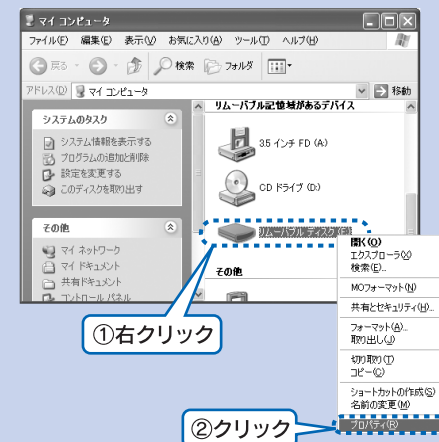 マイ コンピュータ
ファイル(F) 編集(E) 表示(V) お気に入り(A) ツール(T) ヘルプ(H)
戻る 検索 フォルダ
アドレス(D) マイ コンピュータ 移動
システムのタスク
システム情報を表示する
プログラムの追加と削除
設定を変更する
このディスクを取り出す
その他
マイ ネットワーク
マイ ドキュメント
共有ドキュメント
コントロール パネル
リムーバブル記憶域があるデバイス
3.5 インチ FD (A:)
CD ドライブ (D:)
リムーバブル ディスク (E:)
その他
①右クリック
開く(O)
エクスプローラ(X)
検索(E)...
MOフォーマット(N)
共有とセキュリティ(H)...
フォーマット(A)...
取り出し(J)
切り取り(T)
コピー(C)
ショートカットの作成(S)
名前の変更(M)
プロパティ(R)
②クリック